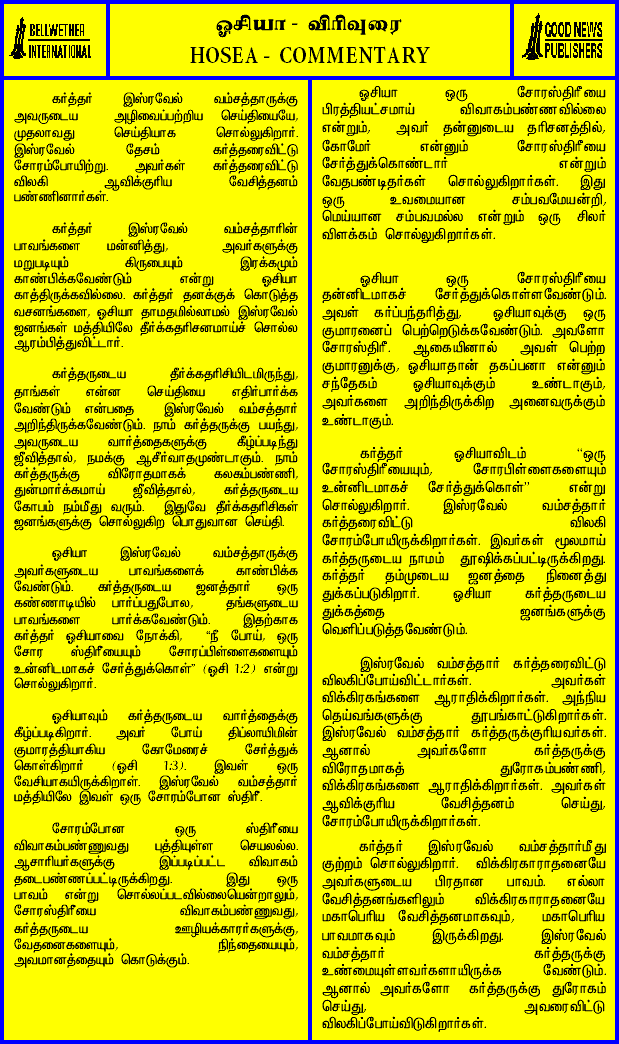 BELLWETHER
INTERNATIONAL
ஓசியா - விரிவுரை
HOSEA - COMMENTARY
GOOD NEWS
PUBLISHERS
கர்த்தர் இஸ்ரவேல் வம்சத்தாருக்கு
அவருடைய அழிவைப்பற்றிய செய்தியையே,
முதலாவது செய்தியாக சொல்லுகிறார்.
இஸ்ரவேல் தேசம் கர்த்தரைவிட்டு
சோரம்போயிற்று. அவர்கள் கர்த்தரைவிட்டு
விலகி ஆவிக்குரிய வேசித்தனம்
பண்ணினார்கள்.
கர்த்தர் இஸ்ரவேல் வம்சத்தாரின்
பாவங்களை மன்னித்து, அவர்களுக்கு
மறுபடியும் கிருபையும் இரக்கமும்
காண்பிக்கவேண்டும் என்று ஓசியா
காத்திருக்கவில்லை. கர்த்தர் தனக்குக் கொடுத்த
வசனங்களை, ஓசியா தாமதமில்லாமல் இஸ்ரவேல்
ஜனங்கள் மத்தியிலே தீர்க்கதரிசனமாய்ச் சொல்ல
ஆரம்பித்துவிட்டார்.
கர்த்தருடைய தீர்க்கதரிசியிடமிருந்து,
தாங்கள் என்ன செய்தியை எதிர்பார்க்க
வேண்டும் என்பதை இஸ்ரவேல் வம்சத்தார்
அறிந்திருக்கவேண்டும். நாம் கர்த்தருக்கு பயந்து,
அவருடைய வார்த்தைகளுக்கு கீழ்ப்படிந்து
ஜீவித்தால், நமக்கு ஆசீர்வாதமுண்டாகும். நாம்
கர்த்தருக்கு விரோதமாகக் கலகம்பண்ணி,
துன்மார்க்கமாய் ஜீவித்தால், கர்த்தருடைய
கோபம் நம்மீது வரும். இதுவே தீர்க்கதரிசிகள்
ஜனங்களுக்கு சொல்லுகிற பொதுவான செய்தி.
ஓசியா இஸ்ரவேல் வம்சத்தாருக்கு
அவர்களுடைய பாவங்களைக் காண்பிக்க
வேண்டும். கர்த்தருடைய ஜனத்தார் ஒரு
கண்ணாடியில் பார்ப்பதுபோல, தங்களுடைய
பாவங்களை பார்க்கவேண்டும். இதற்காக
கர்த்தர் ஓசியாவை நோக்கி, "நீ போய், ஒரு
சோர ஸ்திரீயையும் சோரப்பிள்ளைகளையும்
உன்னிடமாகச் சேர்த்துக்கொள்" (ஓசி 1:2) என்று
சொல்லுகிறார்.
ஓசியாவும் கர்த்தருடைய வார்த்தைக்கு
கீழ்ப்படிகிறார். அவர் போய் திப்லாயிமின்
குமாரத்தியாகிய கோமேரைச் சேர்த்துக்
கொள்கிறார் (ஓசி 1:3). இவள் ஒரு
வேசியாகயிருக்கிறாள். இஸ்ரவேல் வம்சத்தார்
மத்தியிலே இவள் ஒரு சோரம்போன ஸ்திரீ.
சோரம்போன ஒரு ஸ்திரீயை
விவாகம்பண்ணுவது புத்தியுள்ள செயலல்ல.
ஆசாரியர்களுக்கு இப்படிப்பட்ட விவாகம்
தடைபண்ணப்பட்டிருக்கிறது. இது ஒரு
பாவம் என்று சொல்லப்படவில்லையென்றாலும்,
சோரஸ்திரீயை விவாகம்பண்ணுவது,
கர்த்தருடைய ஊழியக்காரர்களுக்கு,
வேதனைகளையும், நிந்தையையும்,
அவமானத்தையும் கொடுக்கும்.
ஓசியா ஒரு சோரஸ்திரீயை
பிரத்தியட்சமாய் விவாகம்பண்ணவில்லை
என்றும், அவர் தன்னுடைய தரிசனத்தில்,
கோமேர் என்னும் சோரஸ்திரீயை
சேர்த்துக்கொண்டார் என்றும்
வேதபண்டிதர்கள் சொல்லுகிறார்கள். இது
ஒரு உவமையான சம்பவமேயன்றி,
மெய்யான சம்பவமல்ல என்றும் ஒரு சிலர்
விளக்கம் சொல்லுகிறார்கள்.
ஓசியா ஒரு சோரஸ்திரீயை
தன்னிடமாகச் சேர்த்துக்கொள்ளவேண்டும்.
அவள் கர்ப்பந்தரித்து, ஓசியாவுக்கு ஒரு
குமாரனைப் பெற்றெடுக்கவேண்டும். அவளோ
சோரஸ்திரீ. ஆகையினால் அவள் பெற்ற
குமாரனுக்கு, ஓசியாதான் தகப்பனா என்னும்
சந்தேகம் ஓசியாவுக்கும் உண்டாகும்,
அவர்களை அறிந்திருக்கிற அனைவருக்கும்
உண்டாகும்.
கர்த்தர் ஓசியாவிடம் "ஒரு
சோரஸ்திரீயையும், சோரபிள்ளைகளையும்
உன்னிடமாகச் சேர்த்துக்கொள்" என்று
சொல்லுகிறார். இஸ்ரவேல் வம்சத்தார்
கர்த்தரைவிட்டு விலகி
சோரம்போயிருக்கிறார்கள். இவர்கள் மூலமாய்
கர்த்தருடைய நாமம் தூஷிக்கப்பட்டிருக்கிறது.
கர்த்தர் தம்முடைய ஜனத்தை நினைத்து
துக்கப்படுகிறார். ஓசியா கர்த்தருடைய
துக்கத்தை ஜனங்களுக்கு
வெளிப்படுத்தவேண்டும்.
இஸ்ரவேல் வம்சத்தார் கர்த்தரைவிட்டு
விலகிப்போய்விட்டார்கள். அவர்கள்
விக்கிரகங்களை ஆராதிக்கிறார்கள். அந்நிய
தெய்வங்களுக்கு தூபங்காட்டுகிறார்கள்.
இஸ்ரவேல் வம்சத்தார் கர்த்தருக்குரியவர்கள்.
ஆனால் அவர்களோ கர்த்தருக்கு
விரோதமாகத் துரோகம்பண்ணி,
விக்கிரகங்களை ஆராதிக்கிறார்கள். அவர்கள்
ஆவிக்குரிய வேசித்தனம் செய்து,
சோரம்போயிருக்கிறார்கள்.
கர்த்தர் இஸ்ரவேல் வம்சத்தார்மீது
குற்றம் சொல்லுகிறார். விக்கிரகாராதனையே
அவர்களுடைய பிரதான பாவம். எல்லா
வேசித்தனங்களிலும் விக்கிரகாராதனையே
மகாபெரிய வேசித்தனமாகவும், மகாபெரிய
பாவமாகவும் இருக்கிறது. இஸ்ரவேல்
வம்சத்தார் கர்த்தருக்கு
உண்மையுள்ளவர்களாயிருக்க வேண்டும்.
ஆனால் அவர்களோ கர்த்தருக்கு துரோகம்
செய்து, அவரைவிட்டு
விலகிப்போய்விடுகிறார்கள்.